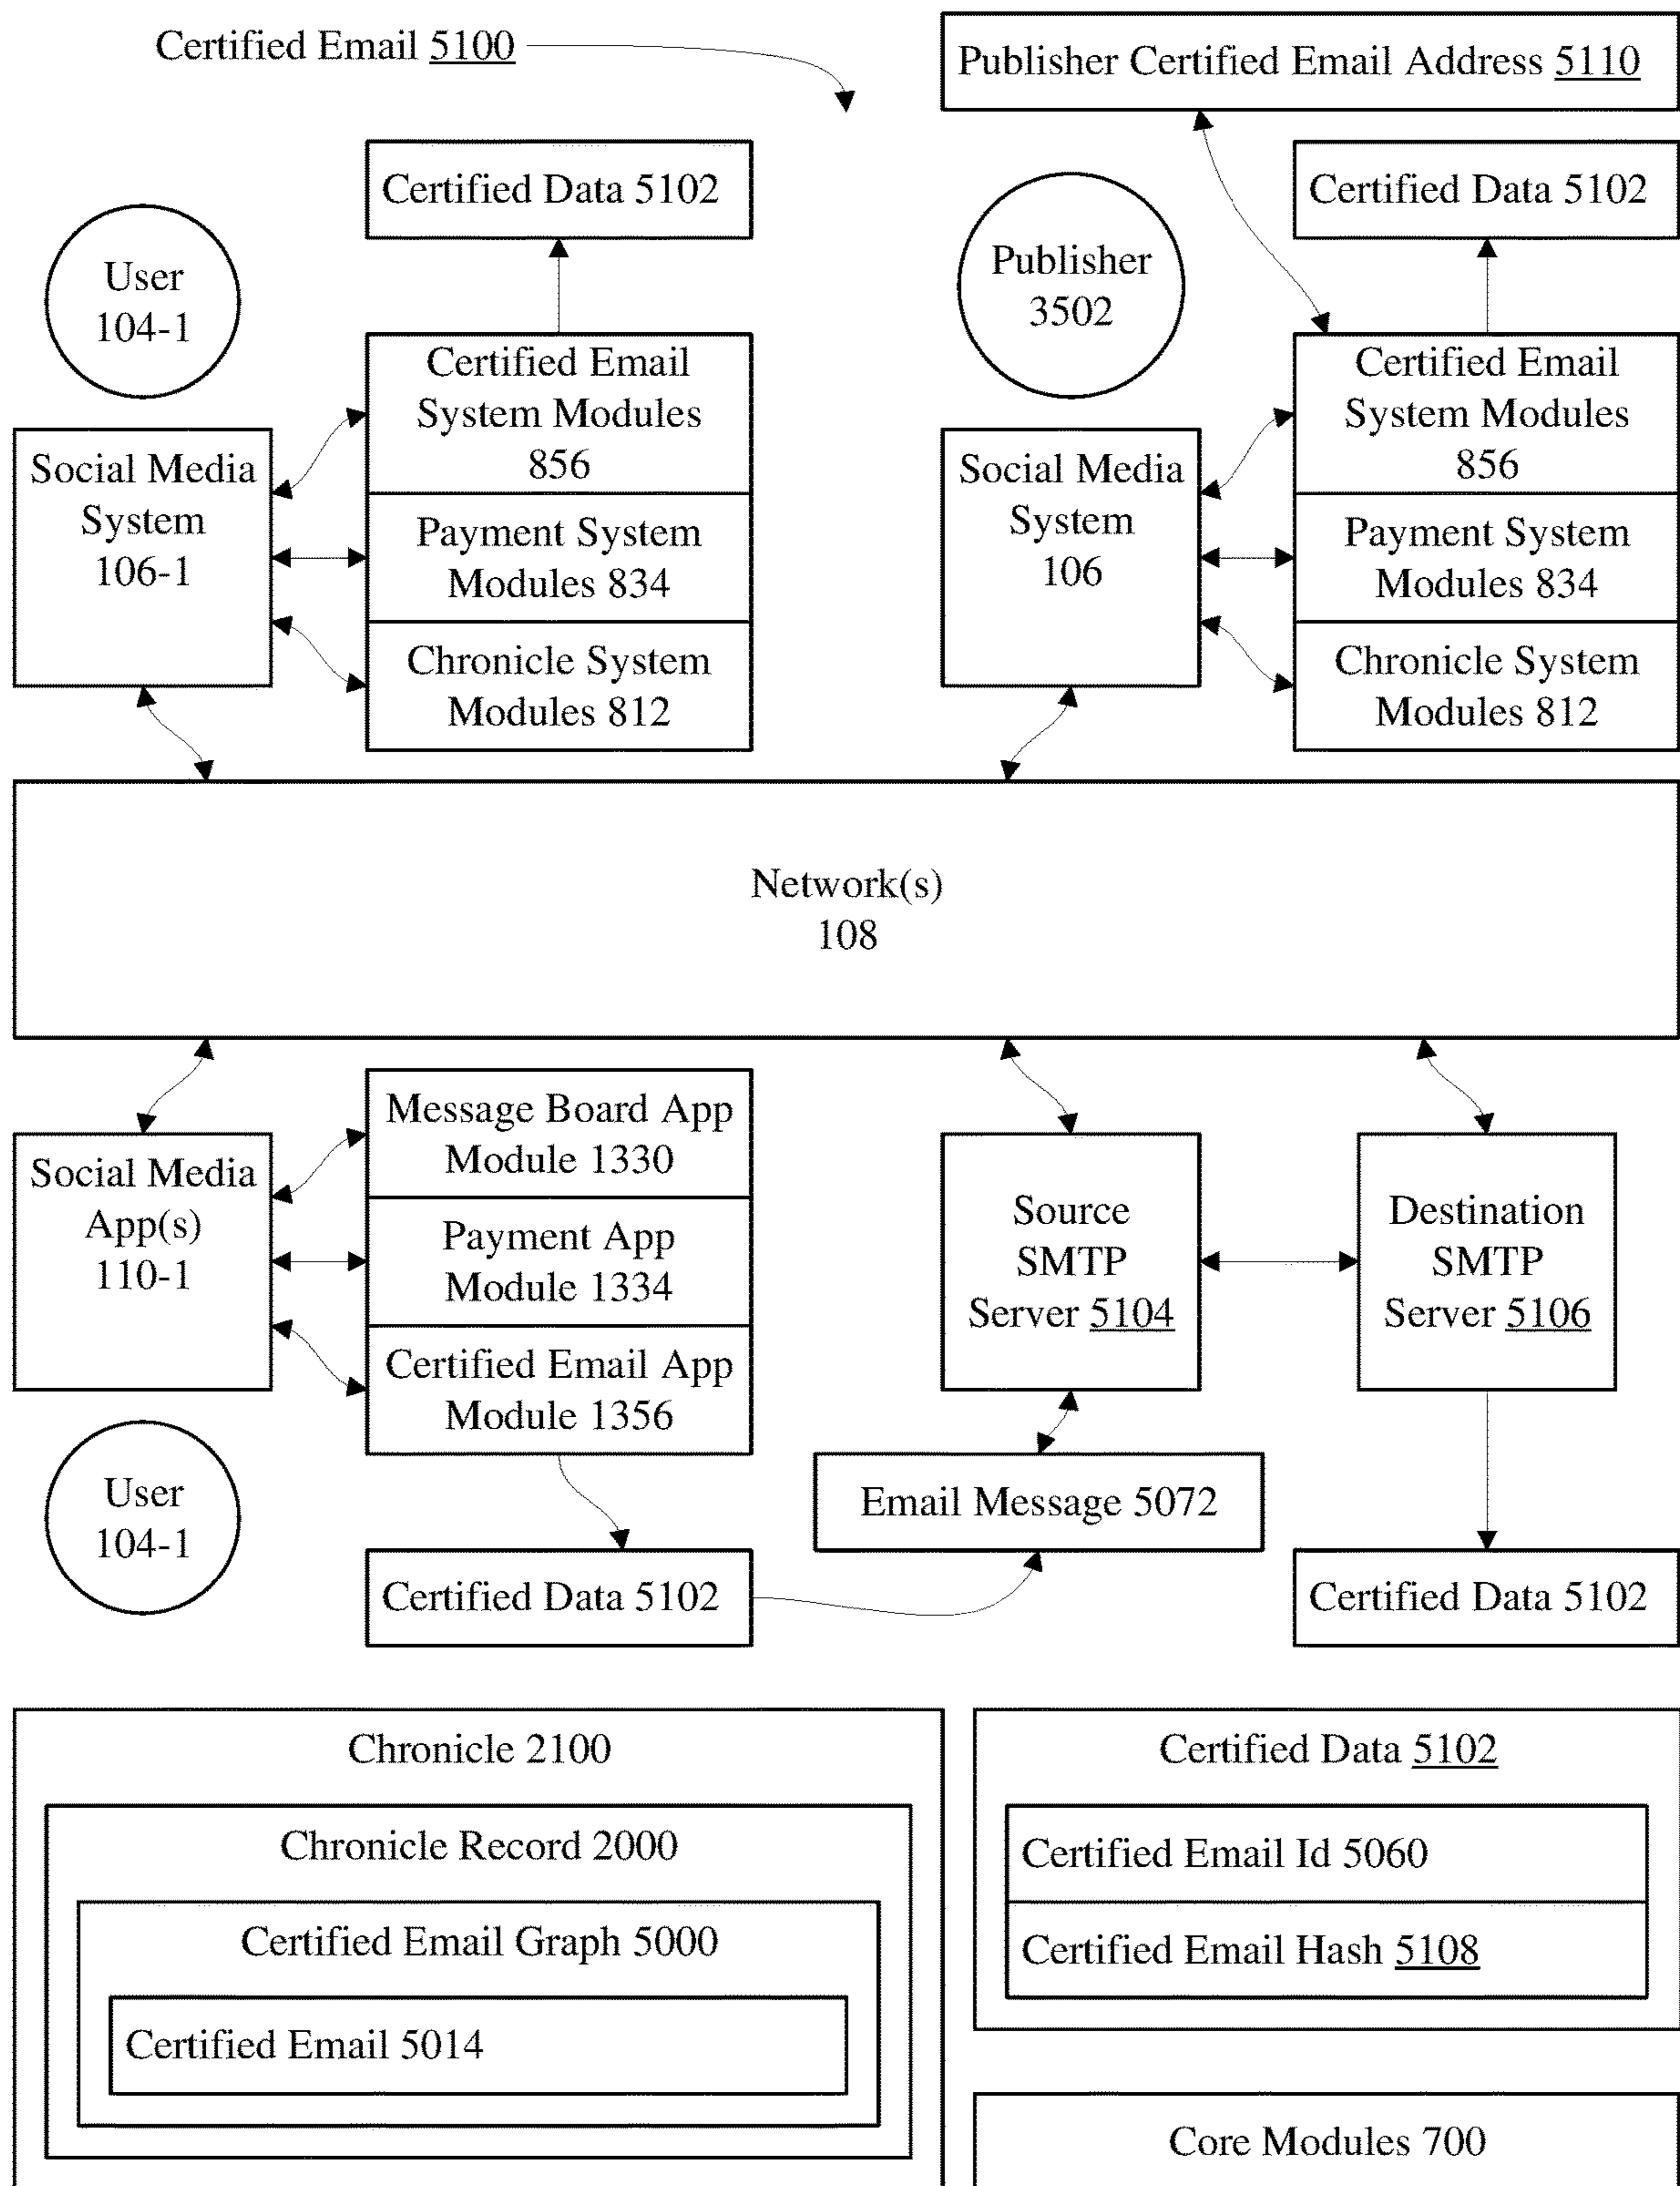 Certified Email 5100
Publisher Certified Email Address 5110
Certified Data 5102
Certified Data 5102
User
104-1
Publisher
3502
Certified Email
System Modules
856
Certified Email
System Modules
856
Social Media
System
106-1
Social Media
System
106
Payment System
Modules 834
Payment System
Modules 834
Chronicle System
Modules 812
Chronicle System
Modules 812
Network(s)
108
Social Media
App(s)
110-1
Message Board App
Module 1330
Payment App
Module 1334
Certified Email App
Module 1356
Source
SMTP
Server 5104
Destination
SMTP
Server 5106
User
104-1
Email Message 5072
Certified Data 5102
Certified Data 5102
Chronicle 2100
Chronicle Record 2000
Certified Email Graph 5000
Certified Email 5014
Certified Data 5102
Certified Email Id 5060
Certified Email Hash 5108
Core Modules 700